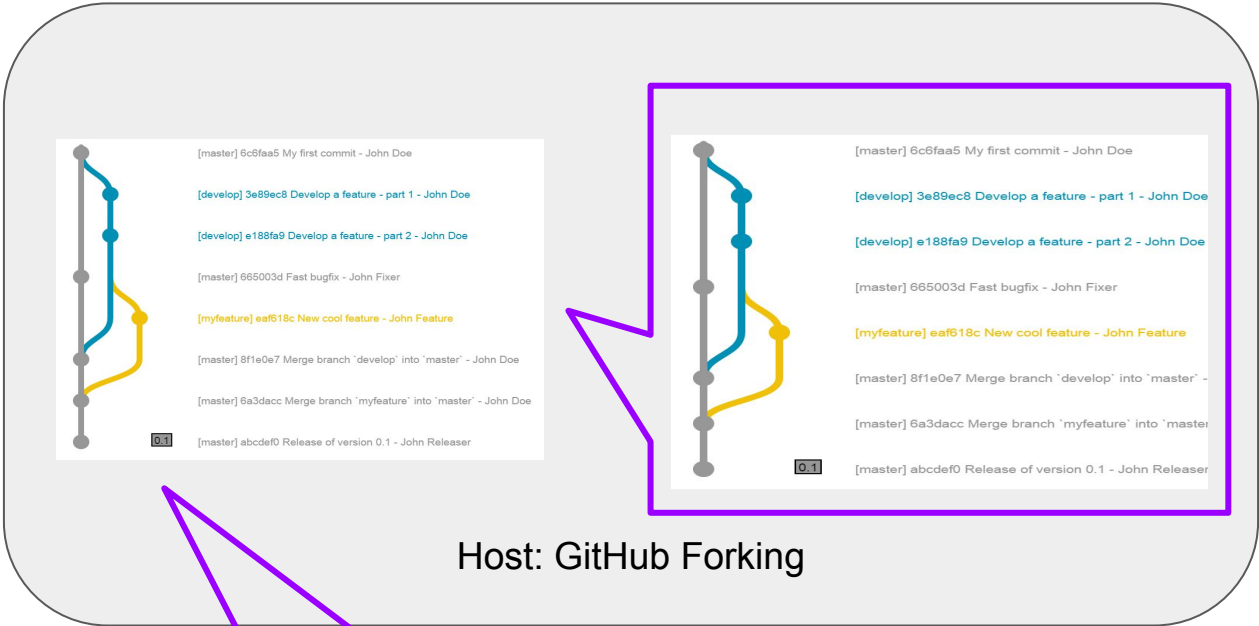 [master] 6c6faa5 My first commit - John Doe
[develop] 3e89ec8 Develop a feature - part 1 - John Doe
[develop] e188fa9 Develop a feature - part 2 - John Doe
[master] 665003d Fast bugfix - John Fixer
[myfeature] eaf618c New cool feature - John Feature
[master] 8f1e0e7 Merge branch `develop` into `master` - John Doe
[master] 6a3dacc Merge branch `myfeature` into `master` - John Doe
0.1 [master] abcdef0 Release of version 0.1 - John Releaser
[master] 6c6faa5 My first commit - John Doe
[develop] 3e89ec8 Develop a feature - part 1 - John Doe
[develop] e188fa9 Develop a feature - part 2 - John Doe
[master] 665003d Fast bugfix - John Fixer
[myfeature] eaf618c New cool feature - John Feature
[master] 8f1e0e7 Merge branch `develop` into `master` -
[master] 6a3dacc Merge branch `myfeature` into `master
0.1 [master] abcdef0 Release of version 0.1 - John Releaser
Host: GitHub Forking